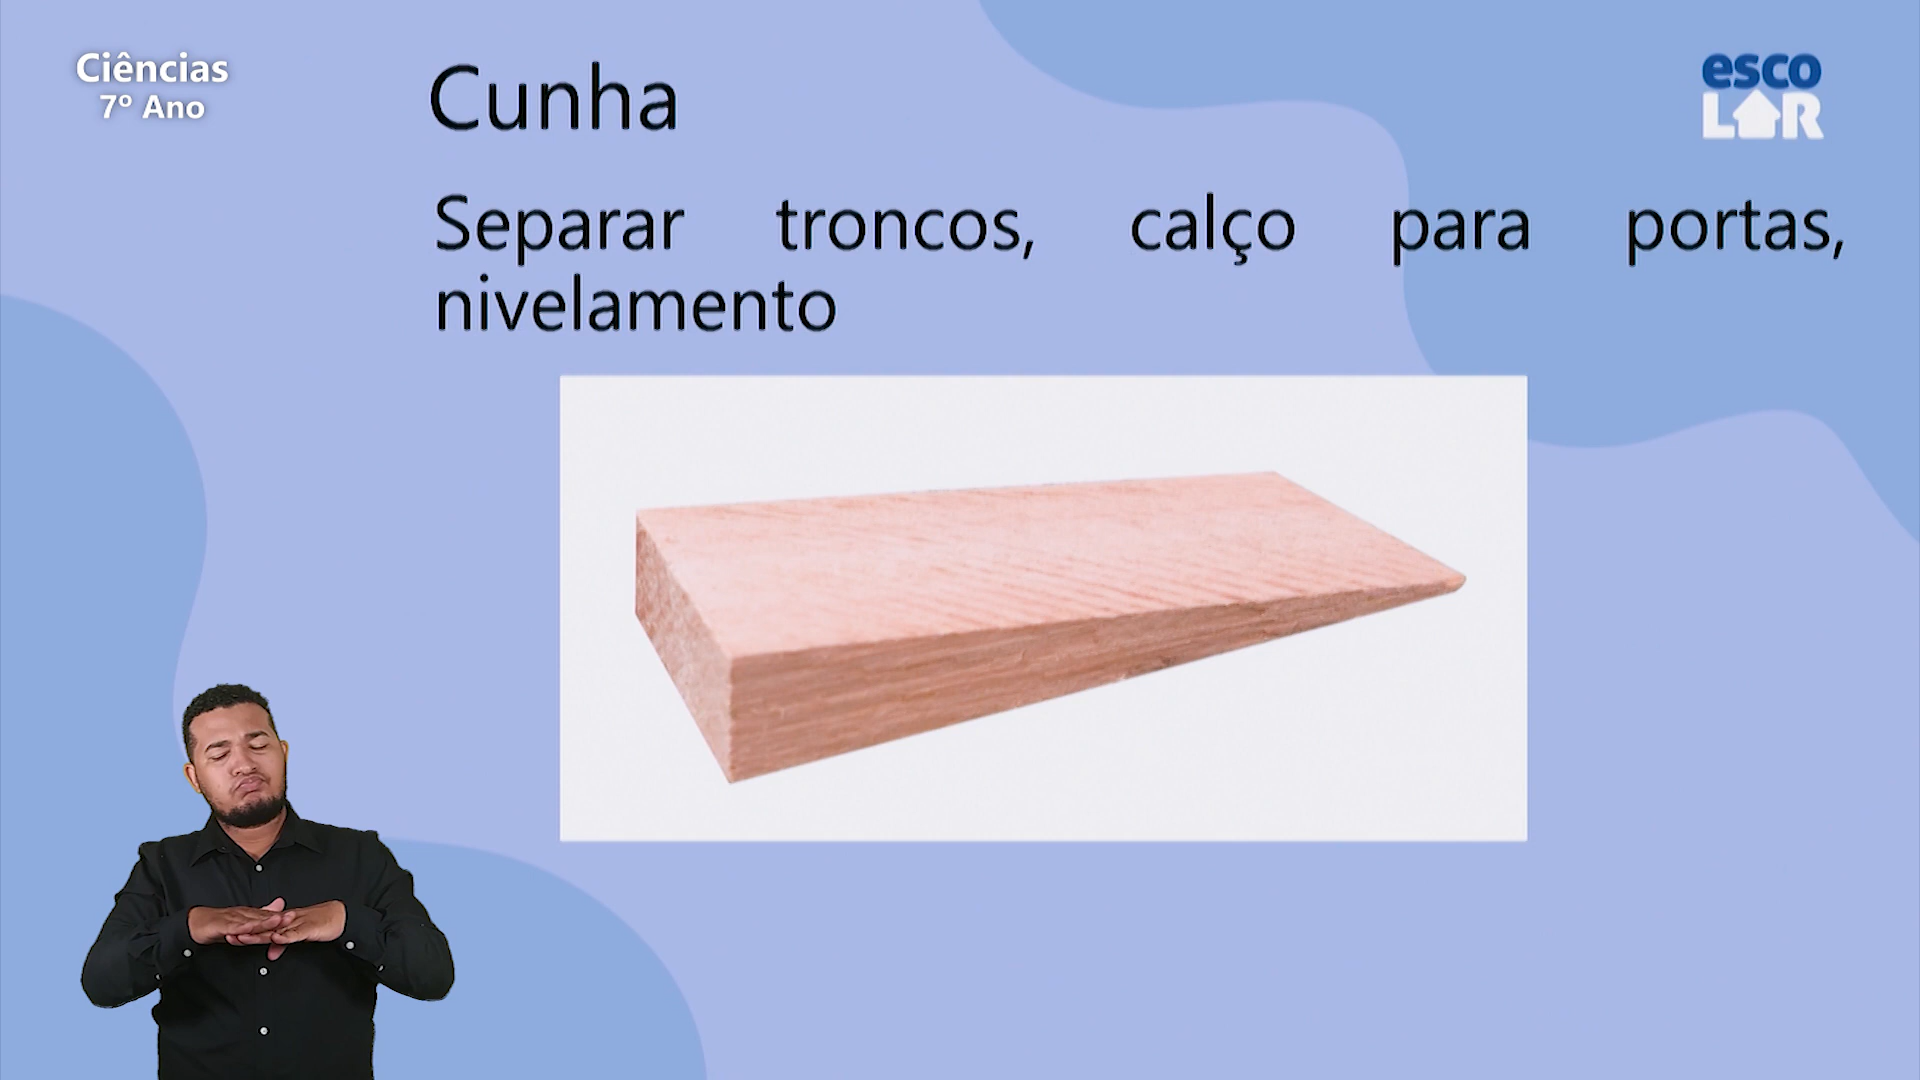 Ciências
7º Ano
Cunha
esco
LAR
Separar troncos, calço para portas,
nivelamento